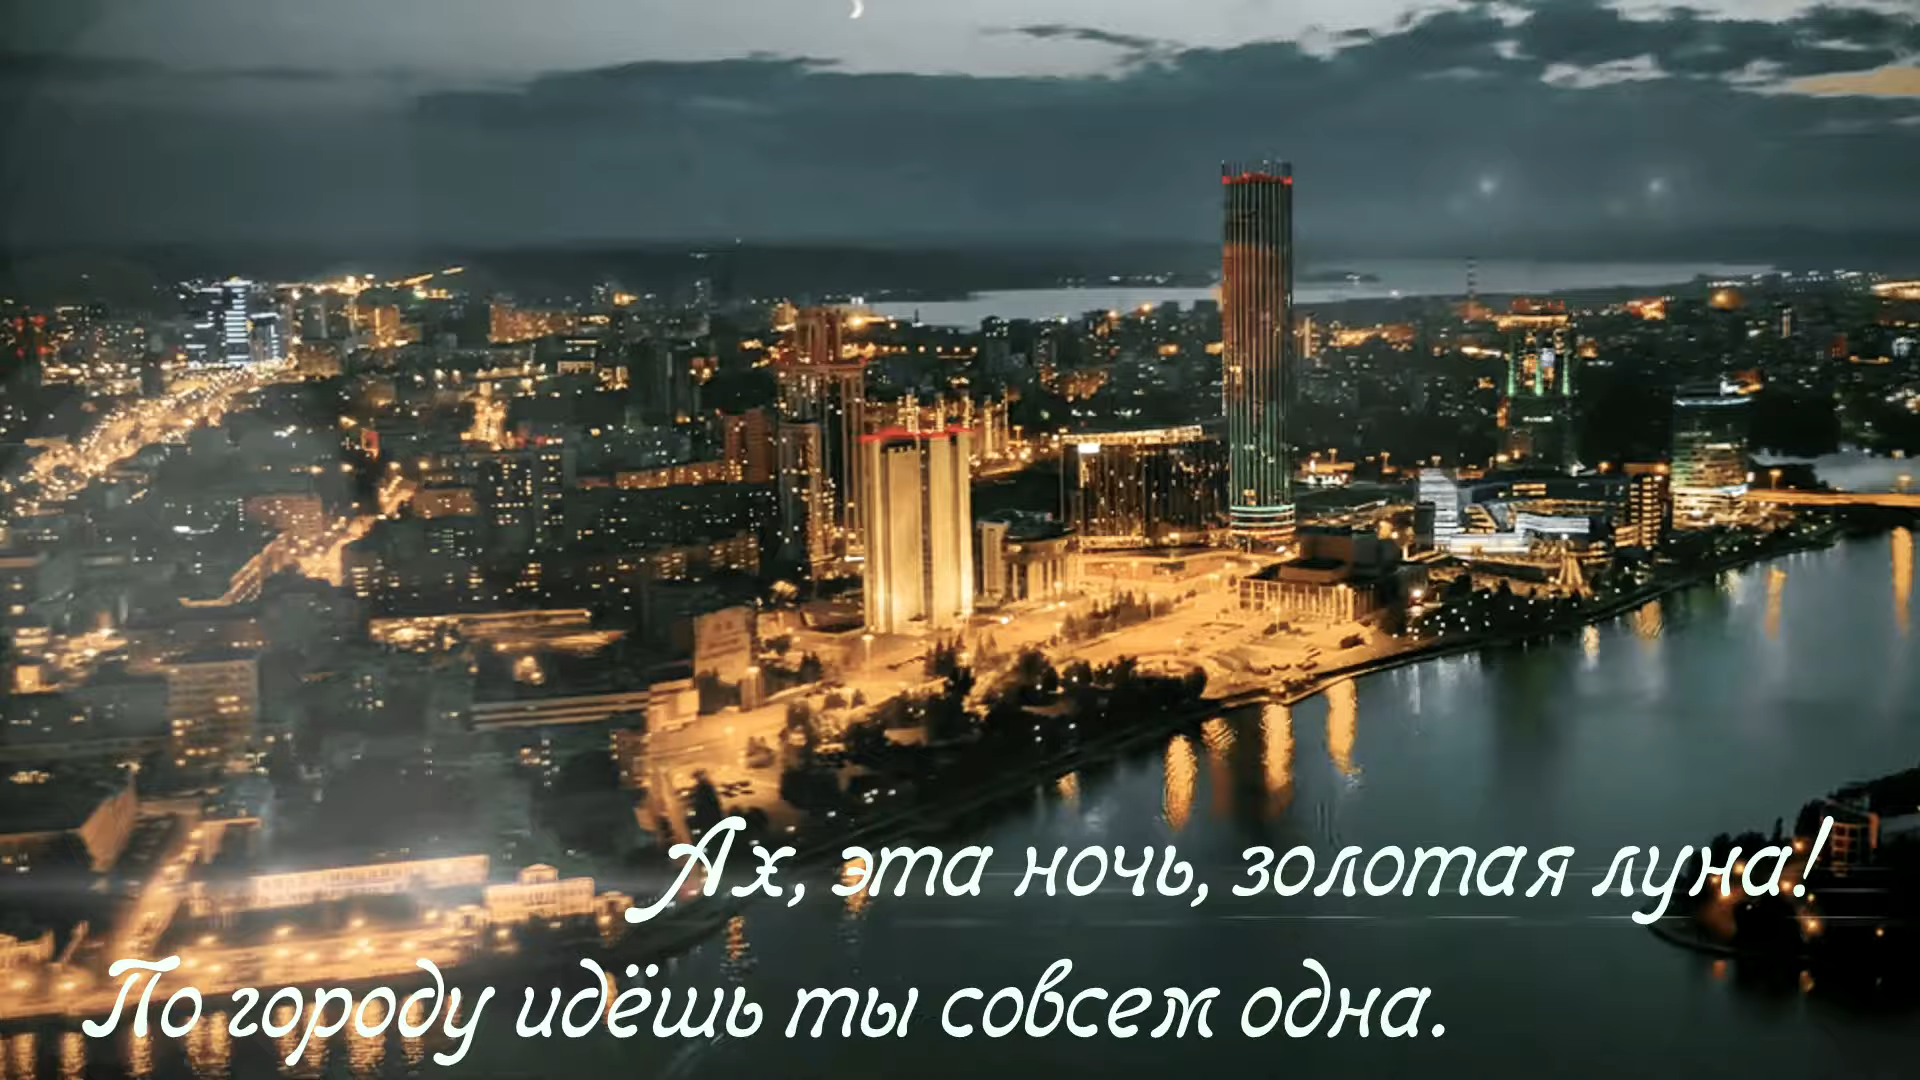 Ах, эта ночь, золотая луна!
По городу идёшь ты совсем одна.